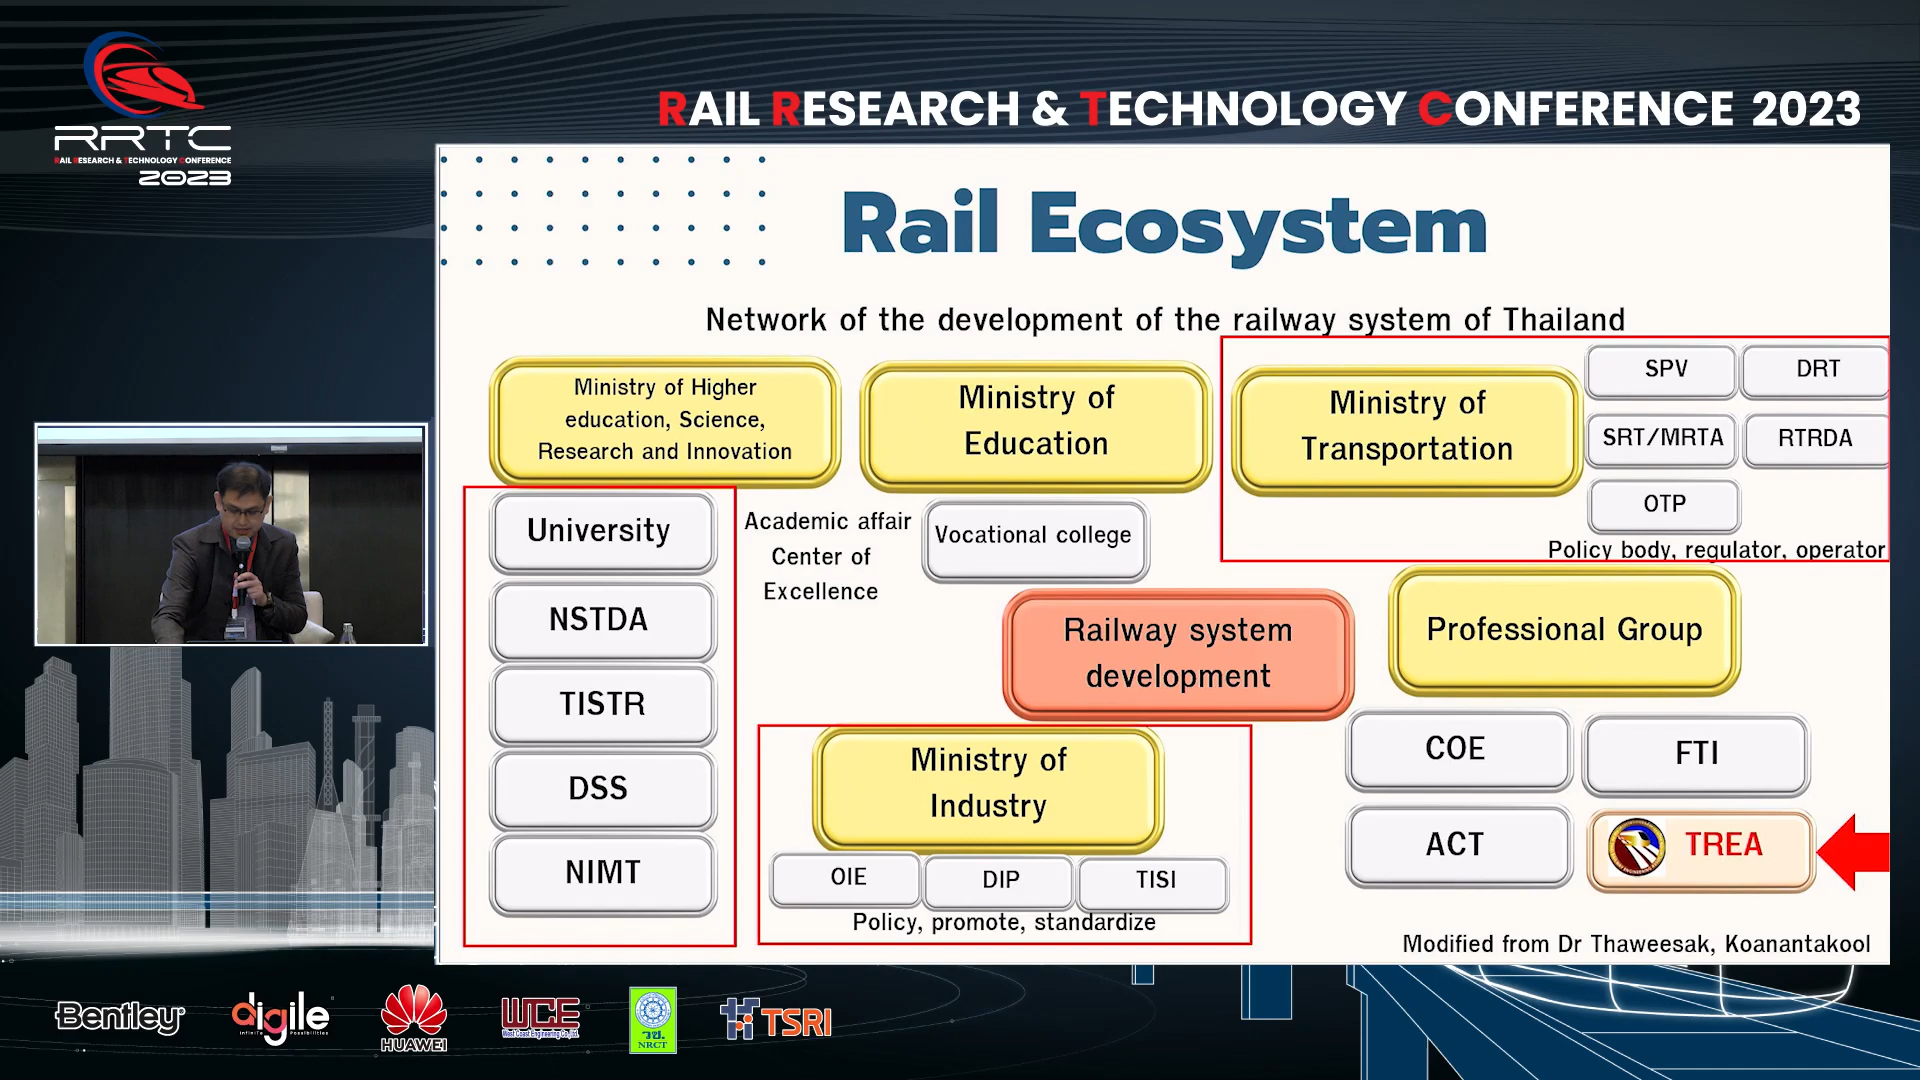 RRTC
RAIL RESEARCH & TECHNOLOGY CONFERENCE
2023
RAIL RESEARCH & TECHNOLOGY CONFERENCE 2023
Rail Ecosystem
Network of the development of the railway system of Thailand
Ministry of Higher
education, Science,
Research and Innovation
Ministry of
Education
Ministry of
Transportation
SPV
DRT
SRT/MRTA
RTRDA
OTP
Policy body, regulator, operator
University
NSTDA
TISTR
DSS
NIMT
Academic affair
Center of
Excellence
Vocational college
Railway system
development
Professional Group
COE
FTI
ACT
TREA
Ministry of
Industry
OIE
DIP
TISI
Policy, promote, standardize
Modified from Dr Thaweesak, Koanantakool
Bentley
digile
Infinite Possibilities
HUAWEI
WCE
West Coast Engineering Co.,Ltd.
วช.
NRCT
TSRI